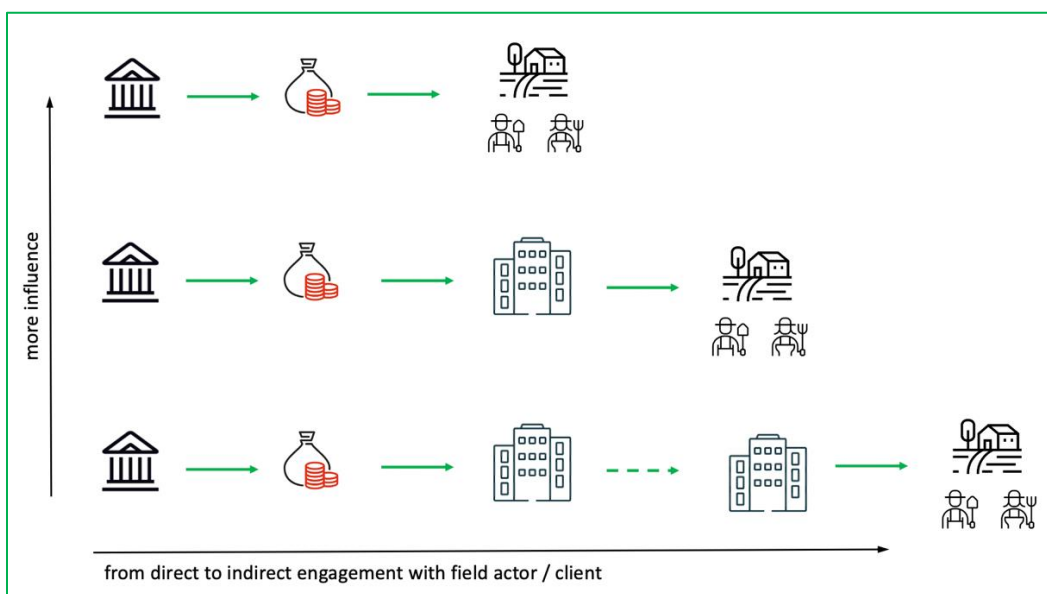 more influence
from direct to indirect engagement with field actor / client